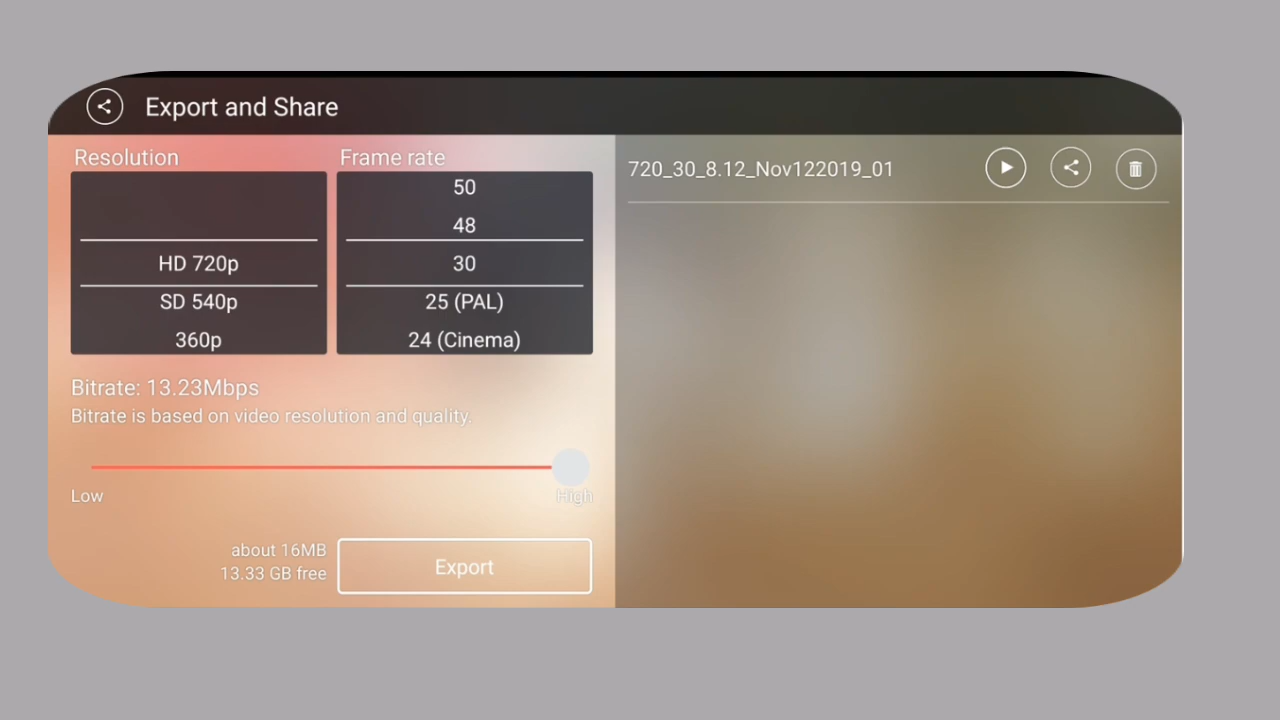 Export and Share
Resolution
HD 720p
SD 540p
360p
Frame rate
50
48
30
25 (PAL)
24 (Cinema)
Bitrate: 13.23Mbps
Bitrate is based on video resolution and quality.
Low
High
about 16MB
13.33 GB free
Export
720_30_8.12_Nov122019_01